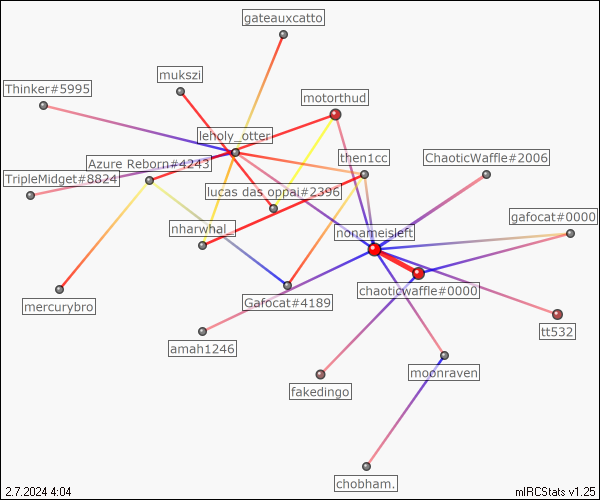 gateauxcatto
mukszi
Thinker#5995
motorthud
leholy_otter
Azure Reborn#4243
then1cc
ChaoticWaffle#2006
TripleMidget#8824
lucas das oppai#2396
gafocat#0000
nharwhal_
nonameisleft
chaoticwaffle#0000
mercurybro
Gafocat#4189
tt532
amah1246
moonraven
fakedingo
chobham.
2.7.2024 4:04
mIRCStats v1.25